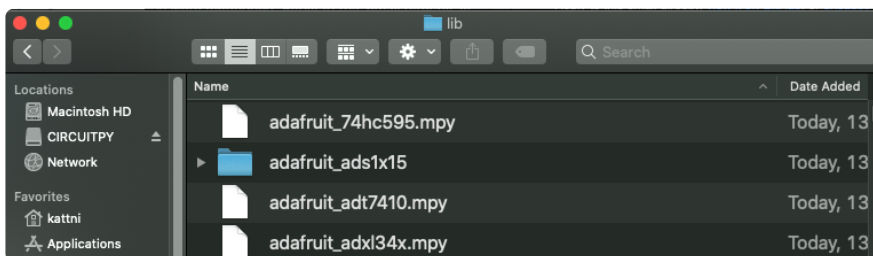 lib
Search
Locations
Macintosh HD
CIRCUITPY
Network
Favorites
kattni
Applications
Name Date Added
adafruit_74hc595.mpy Today, 13
adafruit_ads1x15 Today, 13
adafruit_adt7410.mpy Today, 13
adafruit_adxl34x.mpy Today, 13